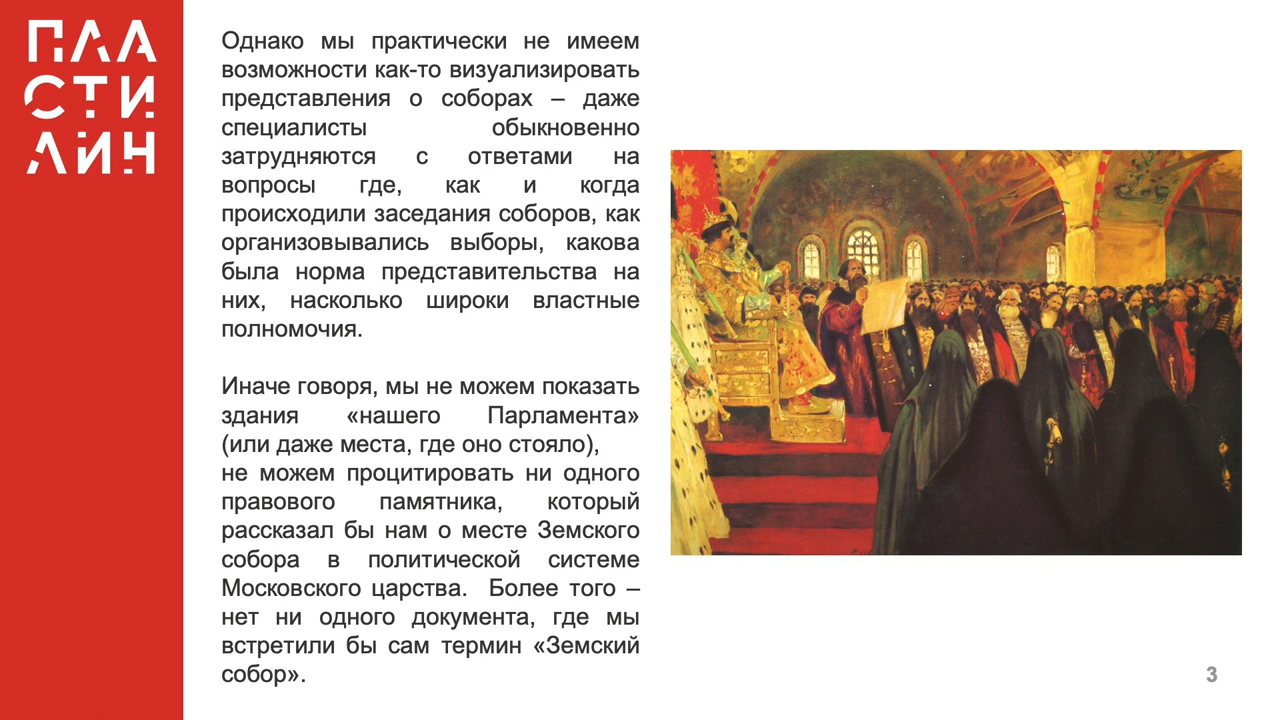 ПЛА
СТИ
ЛИН
Однако мы практически не имеем
возможности как-то визуализировать
представления о соборах – даже
специалисты обыкновенно
затрудняются с ответами на
вопросы где, как и когда
происходили заседания соборов, как
организовывались выборы, какова
была норма представительства на
них, насколько широки властные
полномочия.
Иначе говоря, мы не можем показать
здания «нашего Парламента»
(или даже места, где оно стояло),
не можем процитировать ни одного
правового памятника, который
рассказал бы нам о месте Земского
собора в политической системе
Московского царства. Более того –
нет ни одного документа, где мы
встретили бы сам термин «Земский
собор».
3